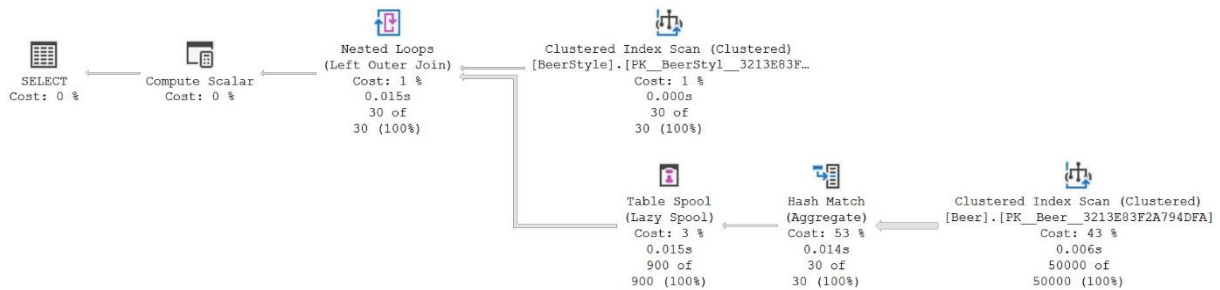 SELECT
Cost: 0 %
Compute Scalar
Cost: 0 %
Nested Loops
(Left Outer Join)
Cost: 1 %
0.015s
30 of
30 (100%)
Clustered Index Scan (Clustered)
[BeerStyle].[PK__BeerStyl__3213E83F…
Cost: 1 %
0.000s
30 of
30 (100%)
Table Spool
(Lazy Spool)
Cost: 3 %
0.015s
900 of
900 (100%)
Hash Match
(Aggregate)
Cost: 53 %
0.014s
30 of
30 (100%)
Clustered Index Scan (Clustered)
[Beer].[PK__Beer__3213E83F2A794DFA]
Cost: 43 %
0.006s
50000 of
50000 (100%)